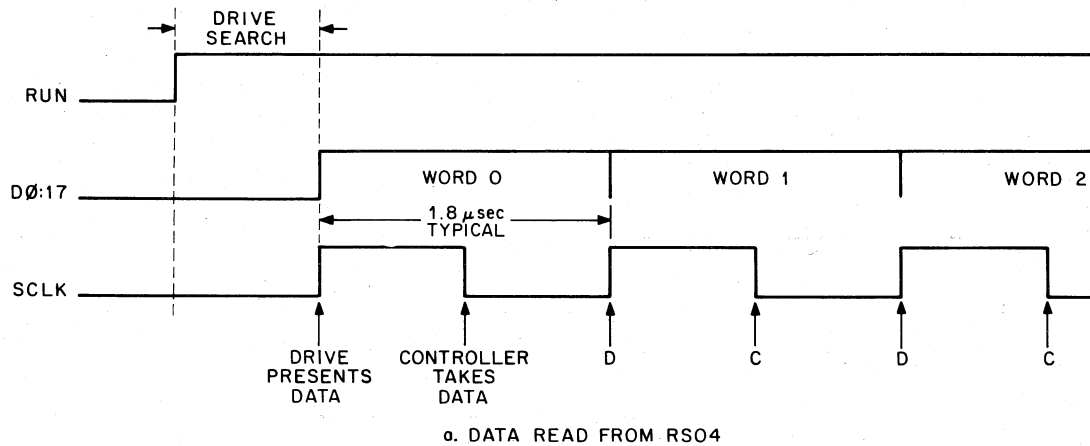 DRIVE
SEARCH
RUN
DØ:17
WORD 0
WORD 1
WORD 2
1.8 μsec
TYPICAL
SCLK
DRIVE
PRESENTS
DATA
CONTROLLER
TAKES
DATA
D
C
D
C
a. DATA READ FROM RS04